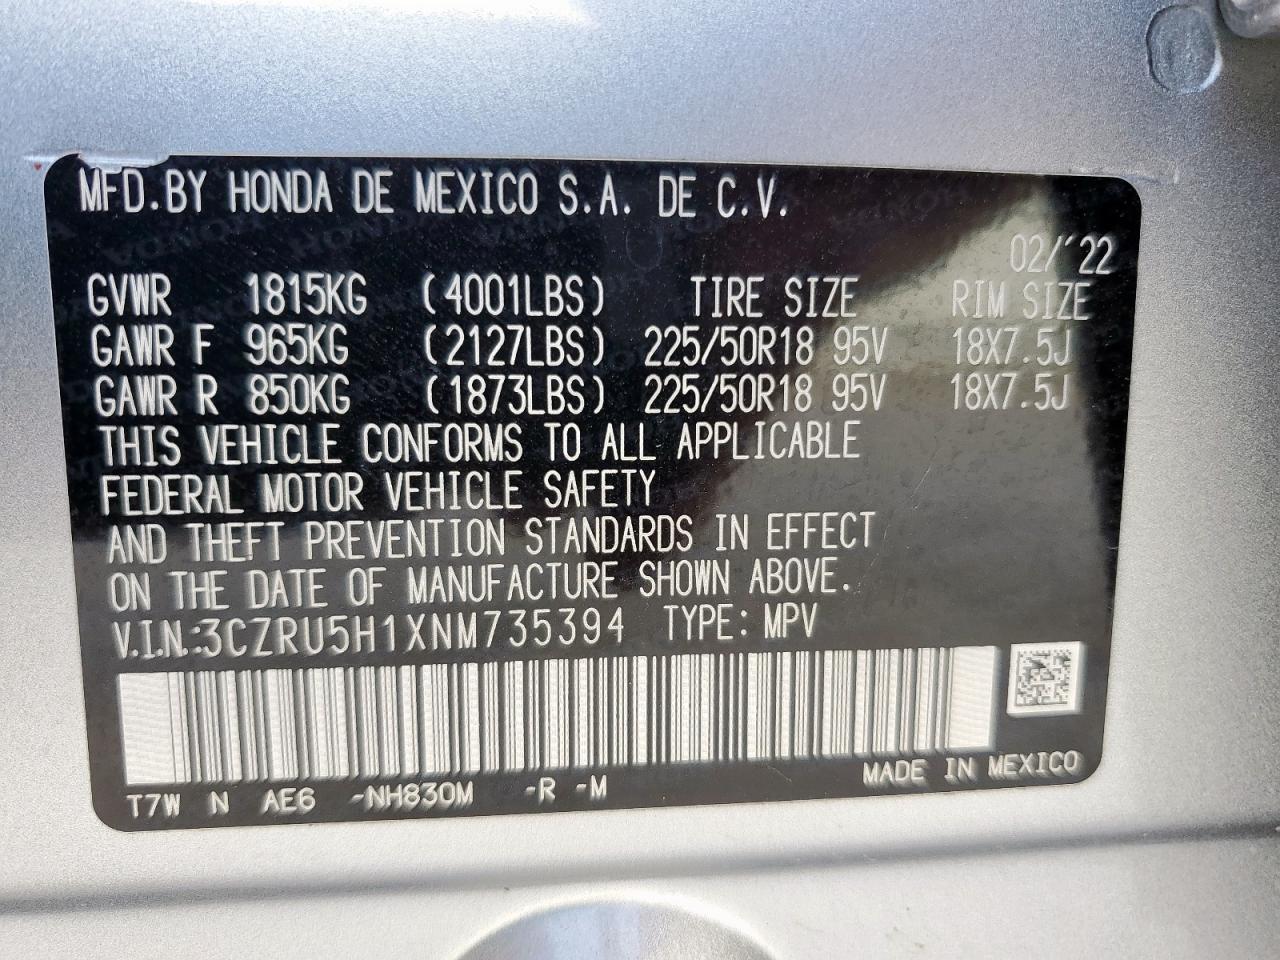 MFD.BY HONDA DE MEXICO S.A. DE C.V.
02/'22
GVWR 1815KG (4001LBS) TIRE SIZE RIM SIZE
GAWR F 965KG (2127LBS) 225/50R18 95V 18X7.5J
GAWR R 850KG (1873LBS) 225/50R18 95V 18X7.5J
THIS VEHICLE CONFORMS TO ALL APPLICABLE
FEDERAL MOTOR VEHICLE SAFETY
AND THEFT PREVENTION STANDARDS IN EFFECT
ON THE DATE OF MANUFACTURE SHOWN ABOVE.
V.I.N.:3CZRU5H1XNM735394 TYPE: MPV
MADE IN MEXICO
T7W N AE6 -NH830M -R -M